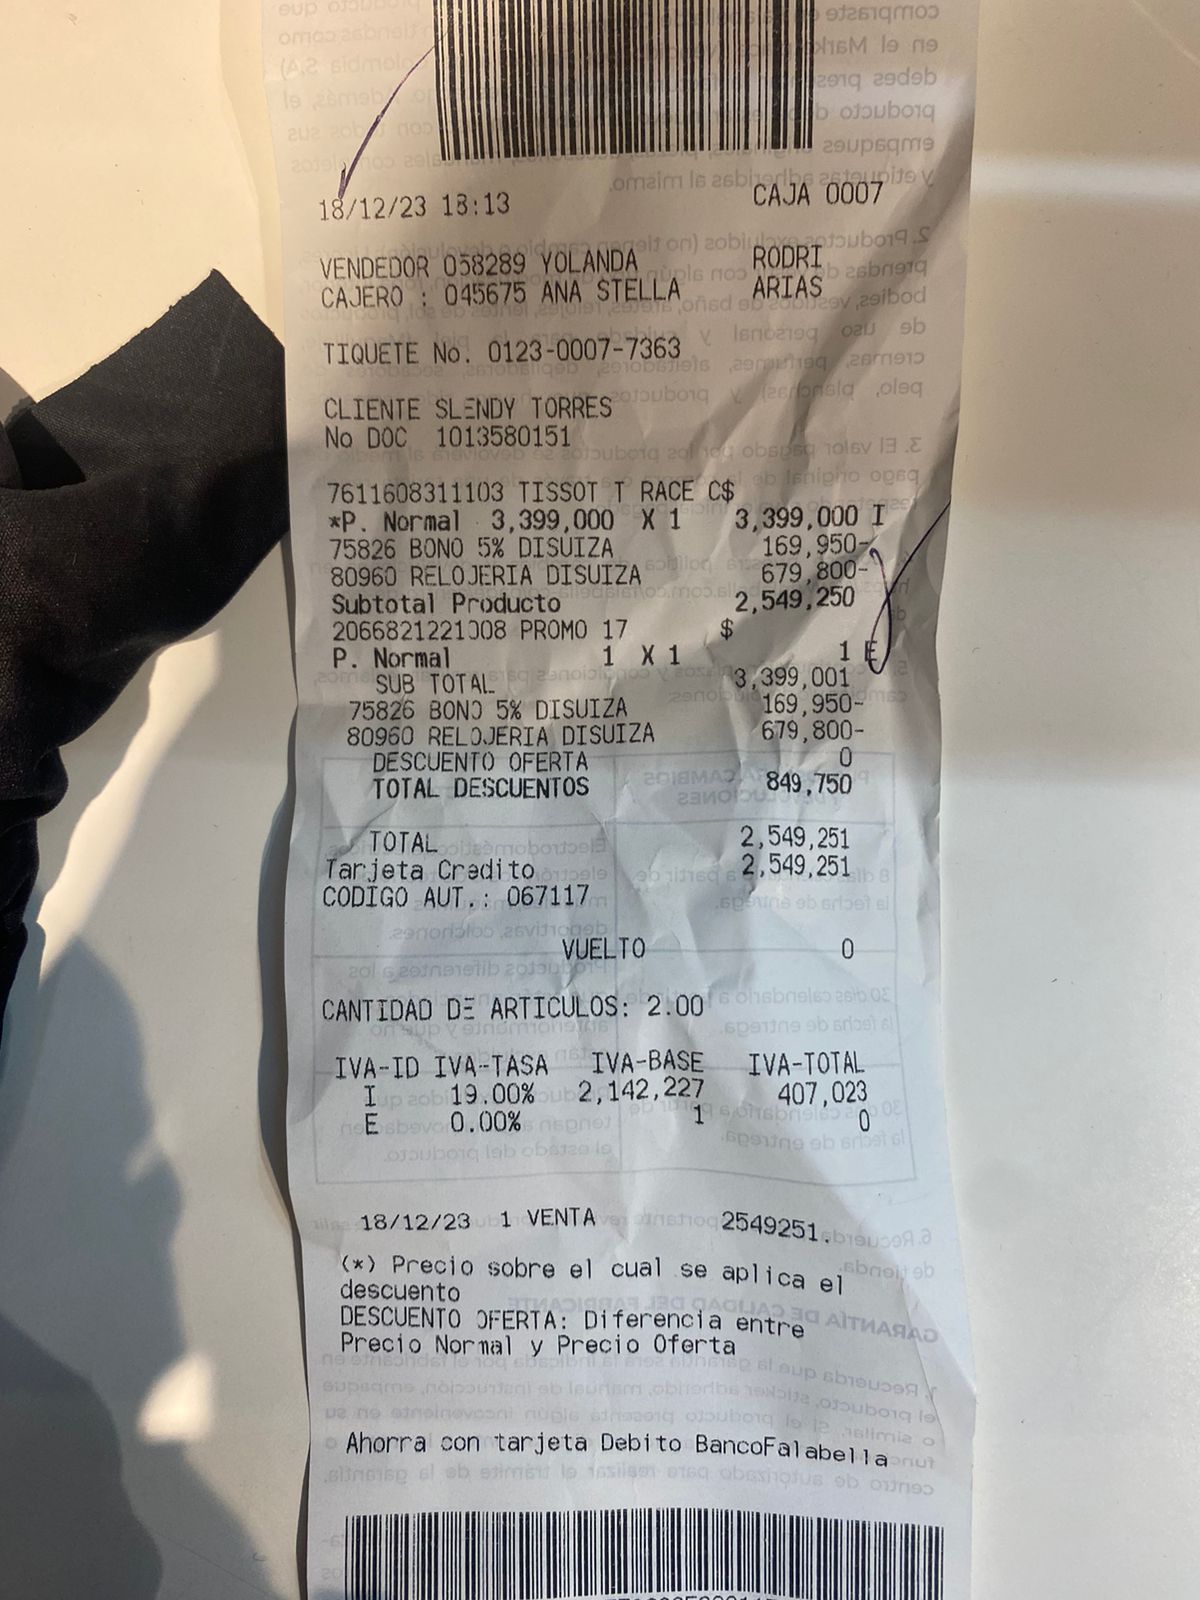 18/12/23 18:13 CAJA 0007
VENDEDOR 058289 YOLANDA RODRI
CAJERO : 045675 ANA STELLA ARIAS
TIQUETE No. 0123-0007-7363
CLIENTE SLENDY TORRES
No DOC 1013580151
7611608311103 TISSOT T RACE C$
*P. Normal 3,399,000 X 1 3,399,000 I
75826 BONO 5% DISUIZA 169,950-
80960 RELOJERIA DISUIZA 679,800-
Subtotal Producto 2,549,250
2066821221008 PROMO 17 $
P. Normal 1 X 1 1 E
SUB TOTAL 3,399,001
75826 BONO 5% DISUIZA 169,950-
80960 RELOJERIA DISUIZA 679,800-
DESCUENTO OFERTA 0
TOTAL DESCUENTOS 849,750
TOTAL 2,549,251
Tarjeta Credito 2,549,251
CODIGO AUT.: 067117
VUELTO 0
CANTIDAD DE ARTICULOS: 2.00
IVA-ID IVA-TASA IVA-BASE IVA-TOTAL
I 19.00% 2,142,227 407,023
E 0.00% 1 0
18/12/23 1 VENTA 2549251.
(*) Precio sobre el cual se aplica el
descuento
DESCUENTO OFERTA: Diferencia entre
Precio Normal y Precio Oferta
Ahorra con tarjeta Debito BancoFalabella